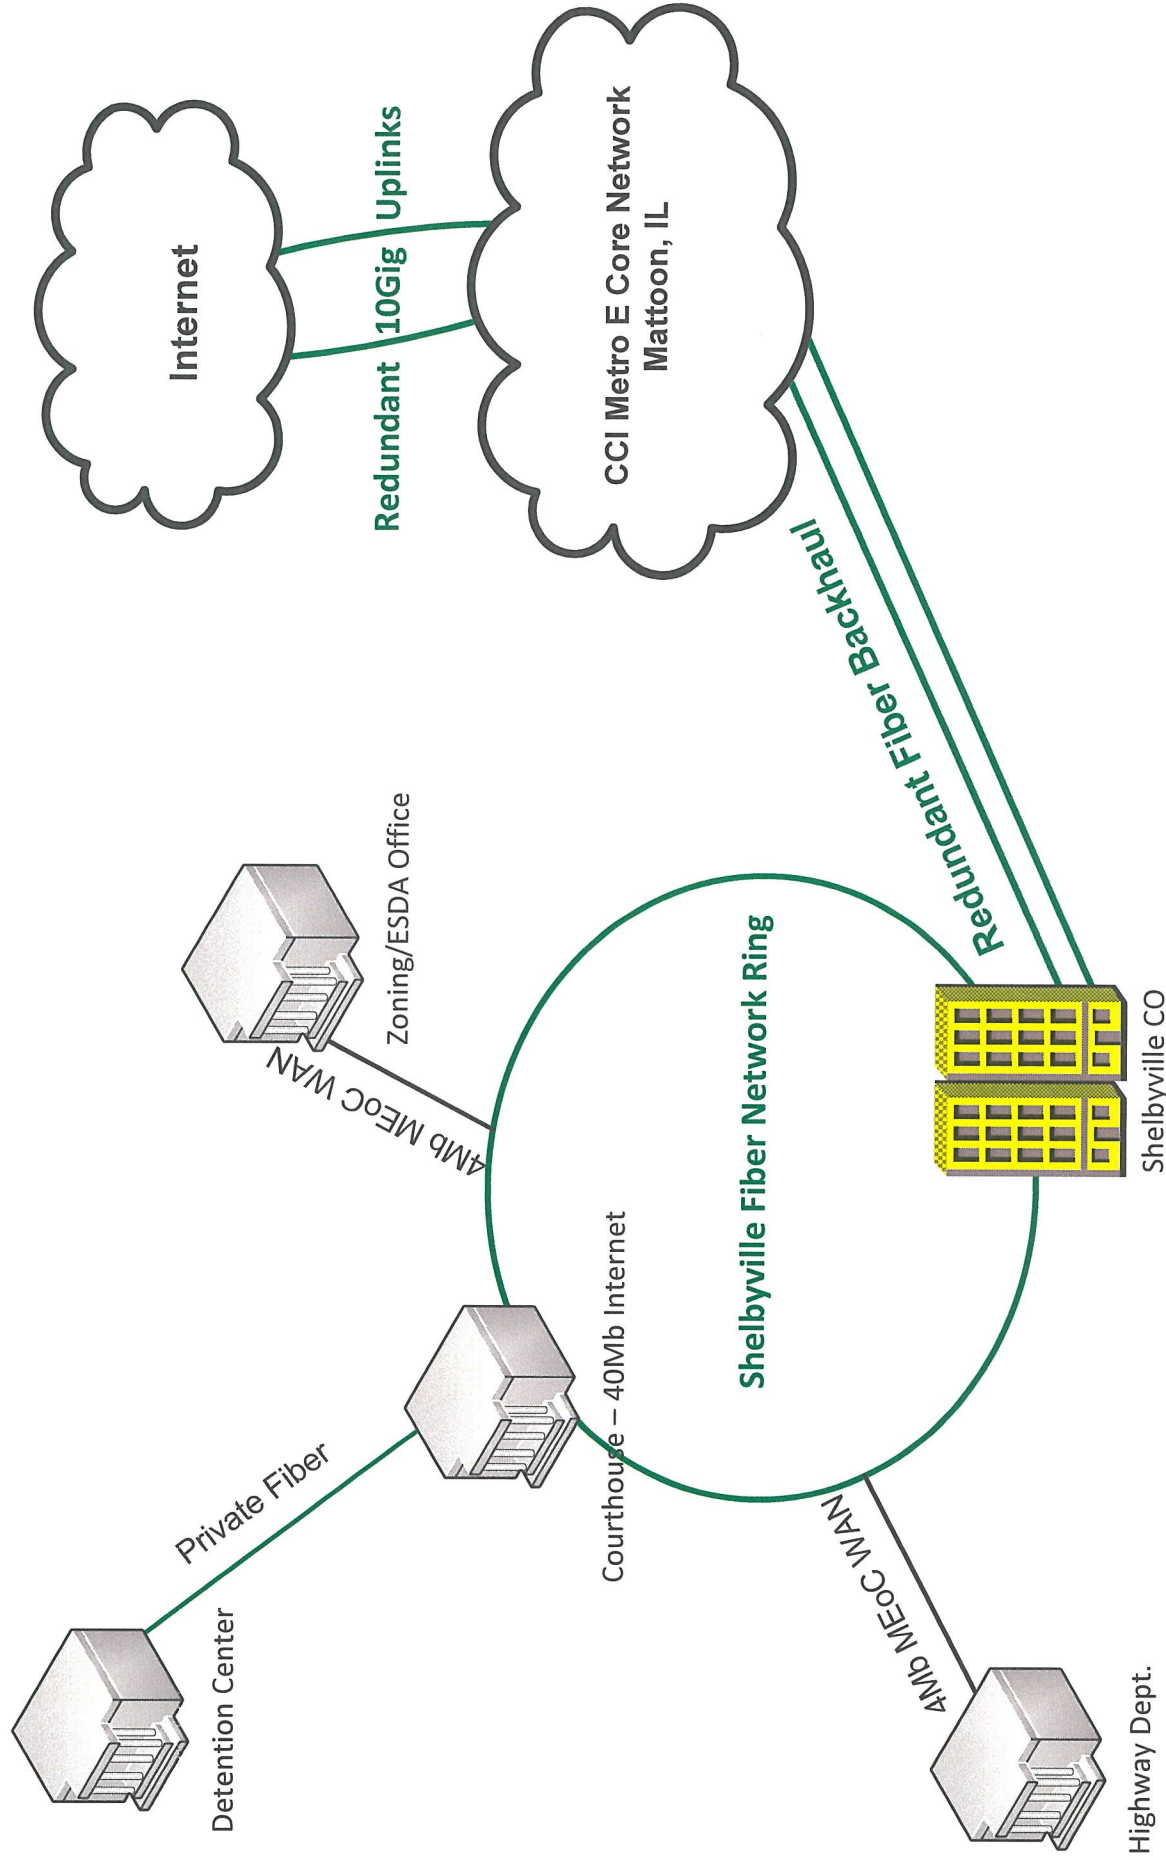 Detention Center
Private Fiber
Courthouse – 40Mb Internet
Zoning/ESDA Office
4Mb MEoC WAN
Internet
Redundant 10Gig Uplinks
CCI Metro E Core Network
Mattoon, IL
Redundant Fiber Backhaul
Shelbyville Fiber Network Ring
4Mb MEoC WAN
Highway Dept.
Shelbyville CO